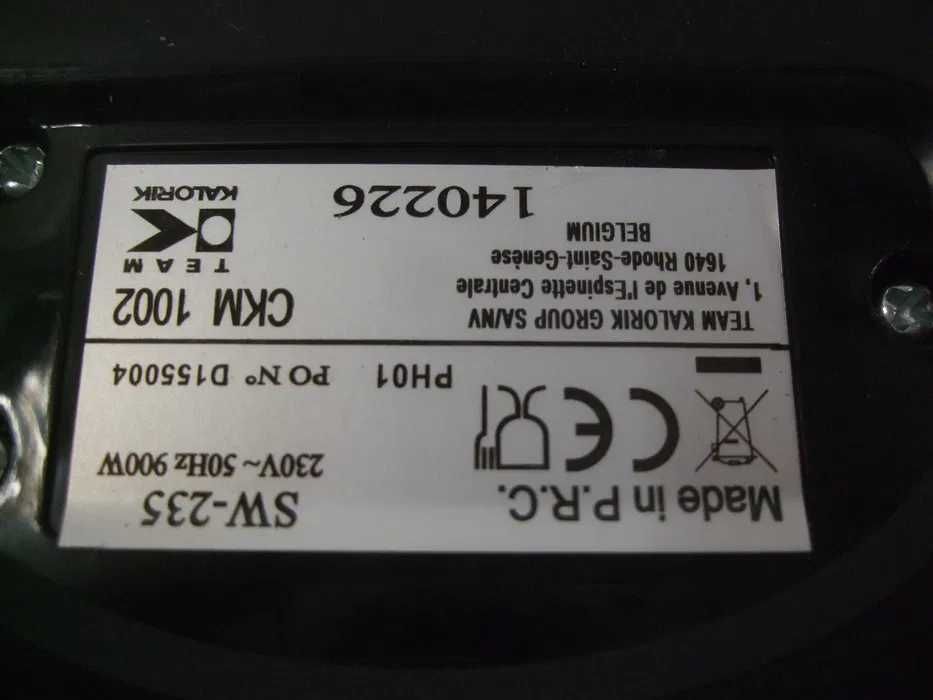 Made in P.R.C.
SW-235
230V~ 50Hz 900W
PH01 PO Nº D155004
TEAM KALORIK GROUP SA/NV
1, Avenue de l'Espinette Centrale
1640 Rhode-Saint-Genèse
BELGIUM
140226
CKM 1002
TEAM
K
KALORIK